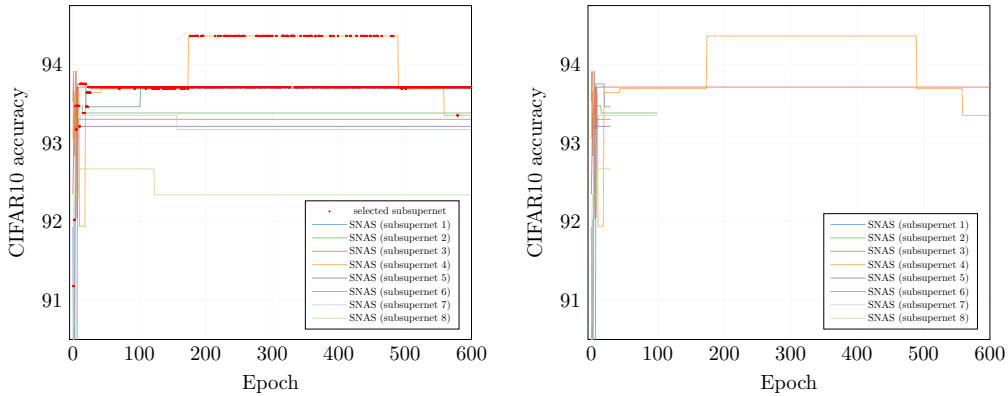 CIFAR10 accuracy
94
93
92
91
selected subsupernet
SNAS (subsupernet 1)
SNAS (subsupernet 2)
SNAS (subsupernet 3)
SNAS (subsupernet 4)
SNAS (subsupernet 5)
SNAS (subsupernet 6)
SNAS (subsupernet 7)
SNAS (subsupernet 8)
0 100 200 300 400 500 600
Epoch
CIFAR10 accuracy
94
93
92
91
SNAS (subsupernet 1)
SNAS (subsupernet 2)
SNAS (subsupernet 3)
SNAS (subsupernet 4)
SNAS (subsupernet 5)
SNAS (subsupernet 6)
SNAS (subsupernet 7)
SNAS (subsupernet 8)
0 100 200 300 400 500 600
Epoch